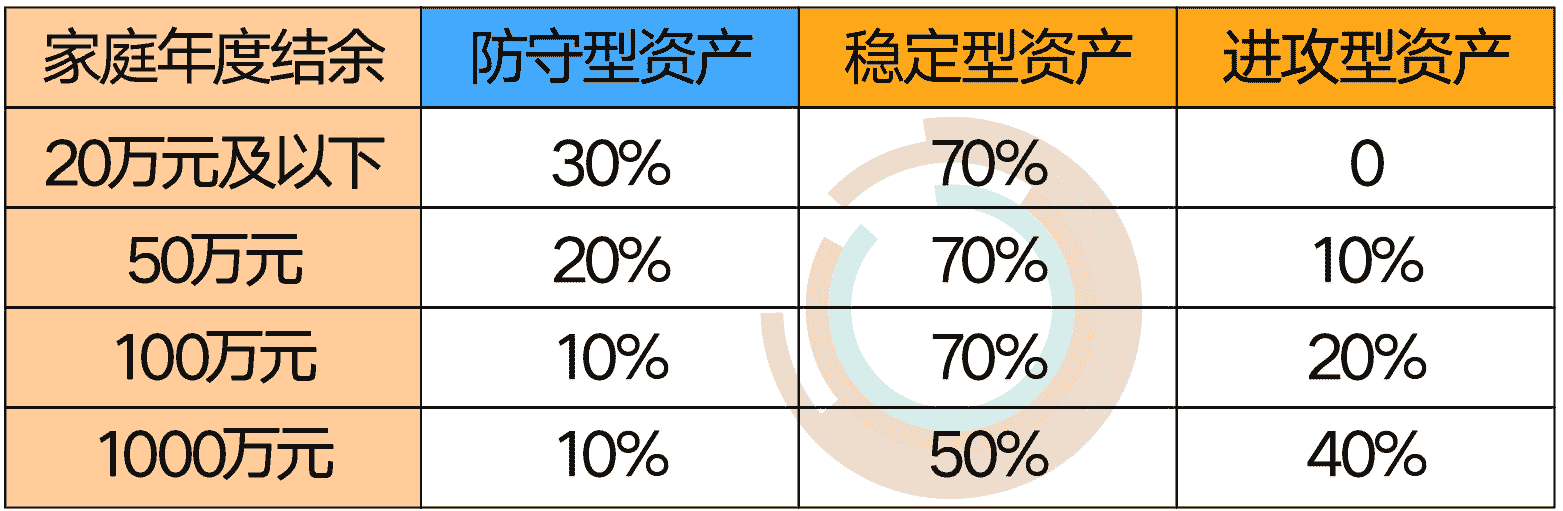 家庭年度结余 防守型资产 稳定型资产 进攻型资产
20万元及以下 30% 70% 0
50万元 20% 70% 10%
100万元 10% 70% 20%
1000万元 10% 50% 40%